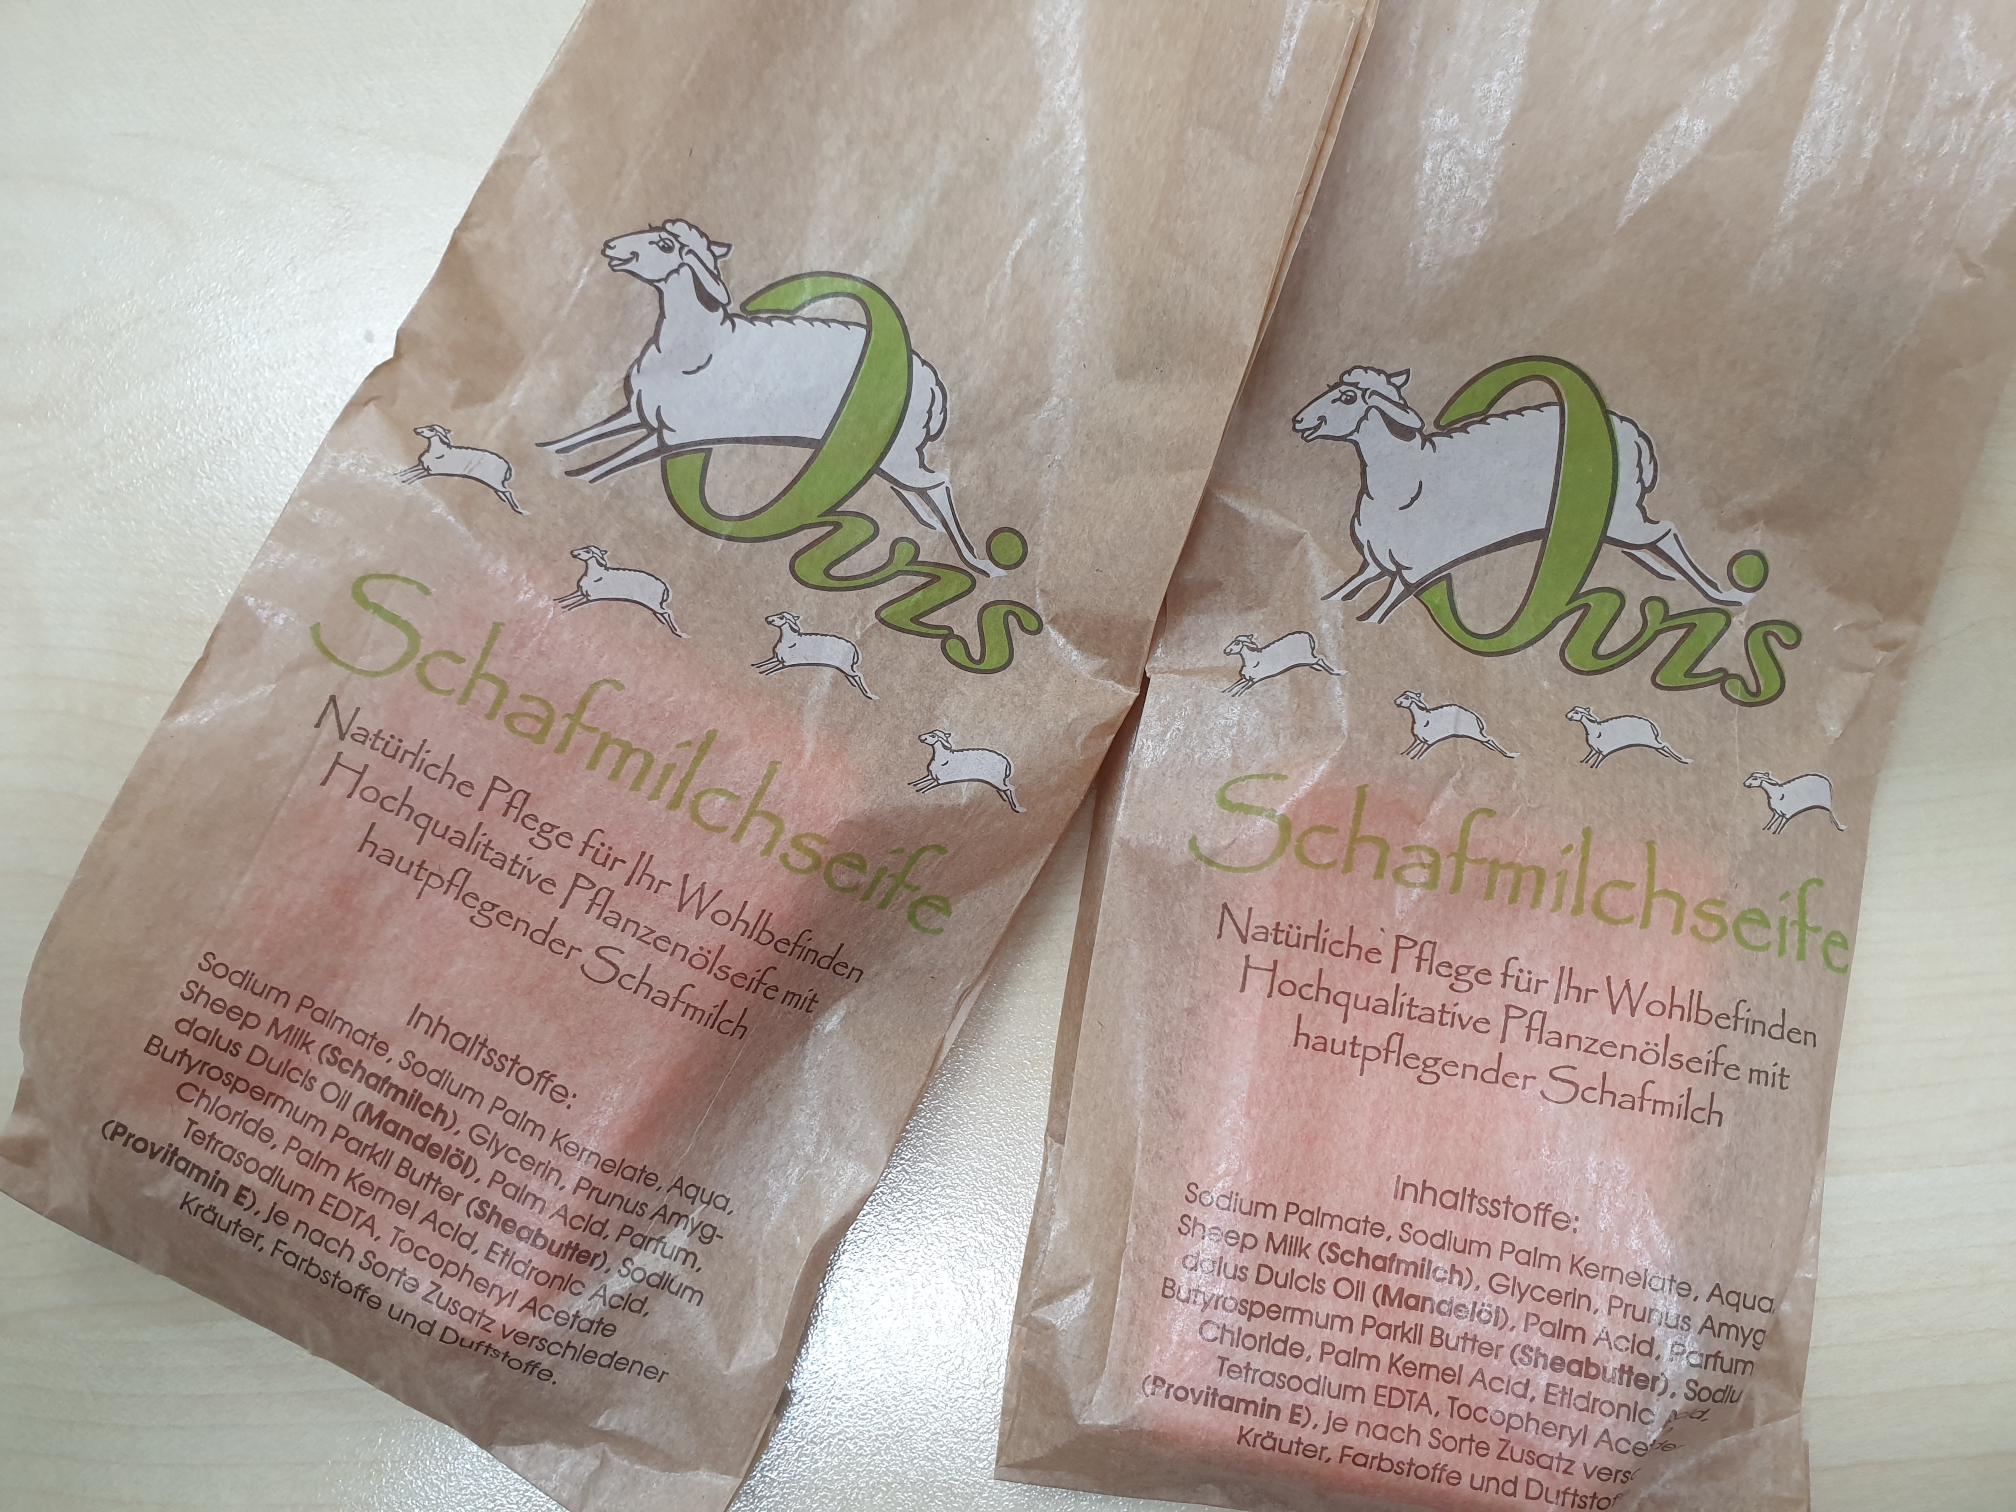 Ovis
Schafmilchseife
Natürliche Pflege für Ihr Wohlbefinden
Hochqualitative Pflanzenölseife mit
hautpflegender Schafmilch
Inhaltsstoffe:
Sodium Palmate, Sodium Palm Kernelate, Aqua,
Sheep Milk (Schafmilch), Glycerin, Prunus Amyg-
dalus Dulcis Oil (Mandelöl), Palm Acid, Parfum,
Butyrospermum Parkii Butter (Sheabutter), Sodium
Chloride, Palm Kernel Acid, Etidronic Acid,
Tetrasodium EDTA, Tocopheryl Acetate
(Provitamin E), je nach Sorte Zusatz verschiedener
Kräuter, Farbstoffe und Duftstoffe.
Ovis
Schafmilchseife
Natürliche Pflege für Ihr Wohlbefinden
Hochqualitative Pflanzenölseife mit
hautpflegender Schafmilch
Inhaltsstoffe:
Sodium Palmate, Sodium Palm Kernelate, Aqua,
Sheep Milk (Schafmilch), Glycerin, Prunus Amyg
dalus Dulcis Oil (Mandelöl), Palm Acid, Parfum
Butyrospermum Parkii Butter (Sheabutter), Sodiu
Chloride, Palm Kernel Acid, Etidronic
Tetrasodium EDTA, Tocopheryl Ace
(Provitamin E), je nach Sorte Zusatz vers
Kräuter, Farbstoffe und Duftstof